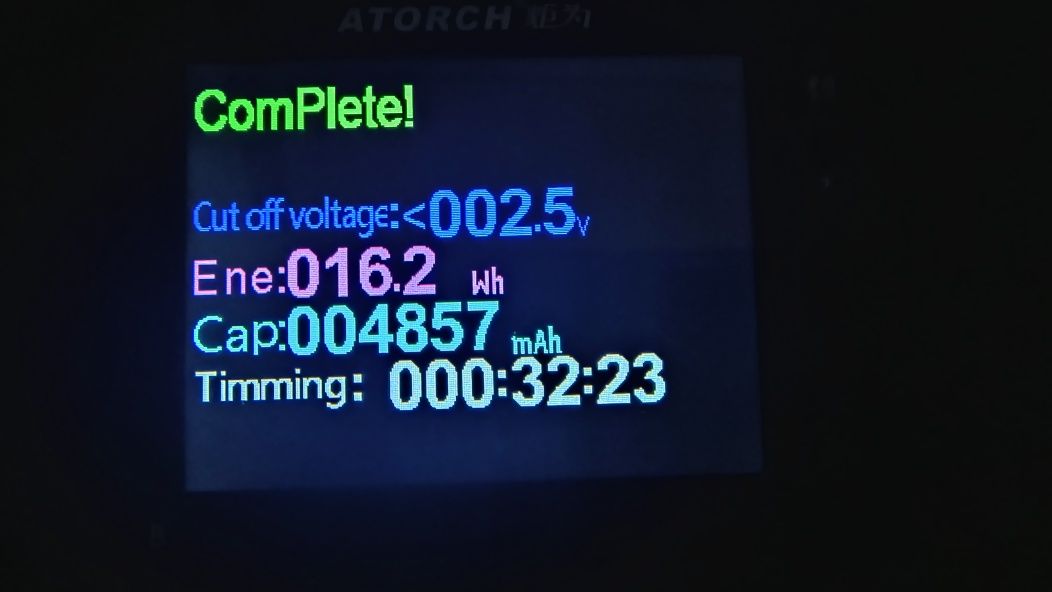 ATORCH 炬为
ComPlete!
Cut off voltage:<002.5V
Ene:016.2 Wh
Cap:004857 mAh
Timming: 000:32:23